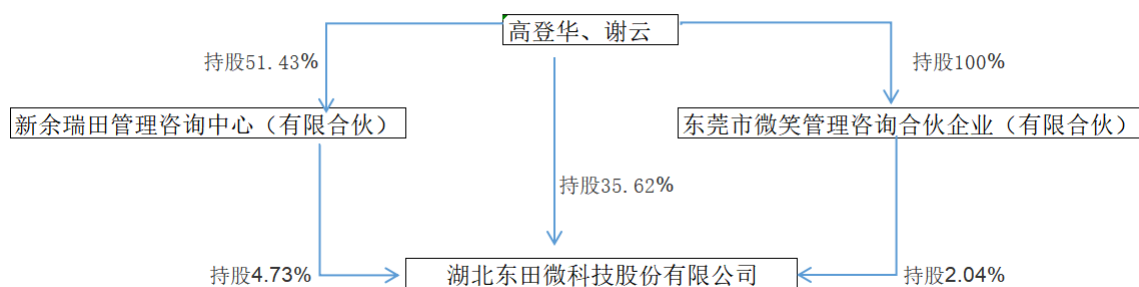 高登华、谢云
持股51.43%
持股100%
新余瑞田管理咨询中心（有限合伙）
东莞市微笑管理咨询合伙企业（有限合伙）
持股35.62%
持股4.73%
湖北东田微科技股份有限公司
持股2.04%